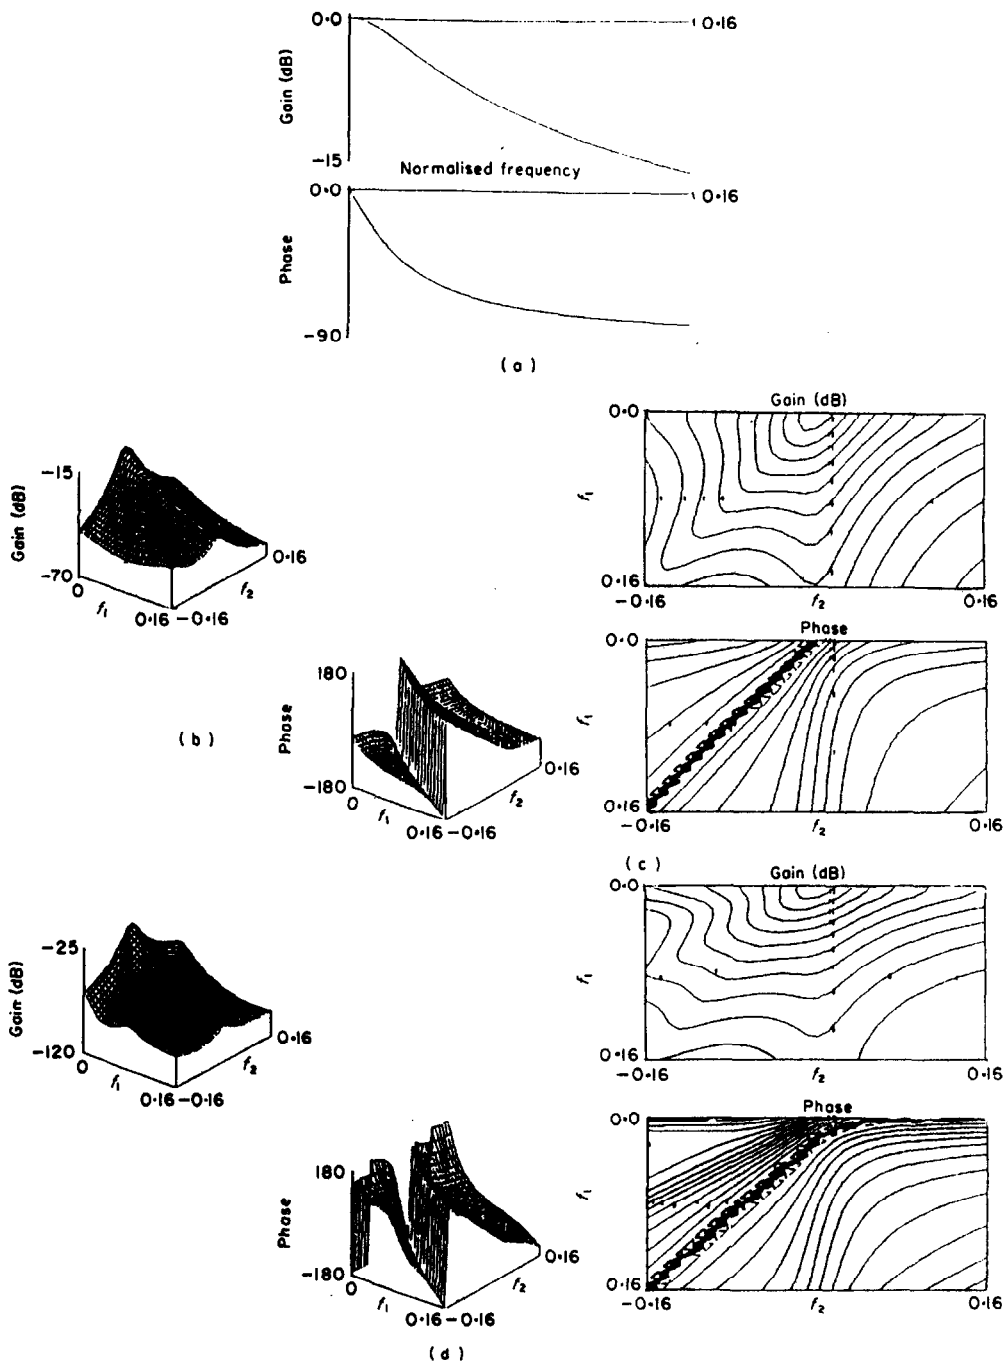 0·0
0·16
Gain (dB)
-15
Normalised frequency
0·0
0·16
Phase
-90
(a)
-15
Gain (dB)
-70
0
f₁
0·16 -0·16
f₂
0·16
180
Phase
-180
0
f₁
0·16 -0·16
f₂
0·16
(b)
Gain (dB)
0·0
f₁
0·16
-0·16
f₂
0·16
Phase
0·0
f₁
0·16
-0·16
f₂
0·16
(c)
-25
Gain (dB)
-120
0
f₁
0·16 -0·16
f₂
0·16
180
Phase
-180
0
f₁
0·16 -0·16
f₂
0·16
Gain (dB)
0·0
f₁
0·16
-0·16
f₂
0·16
Phase
0·0
f₁
0·16
-0·16
f₂
0·16
(d)